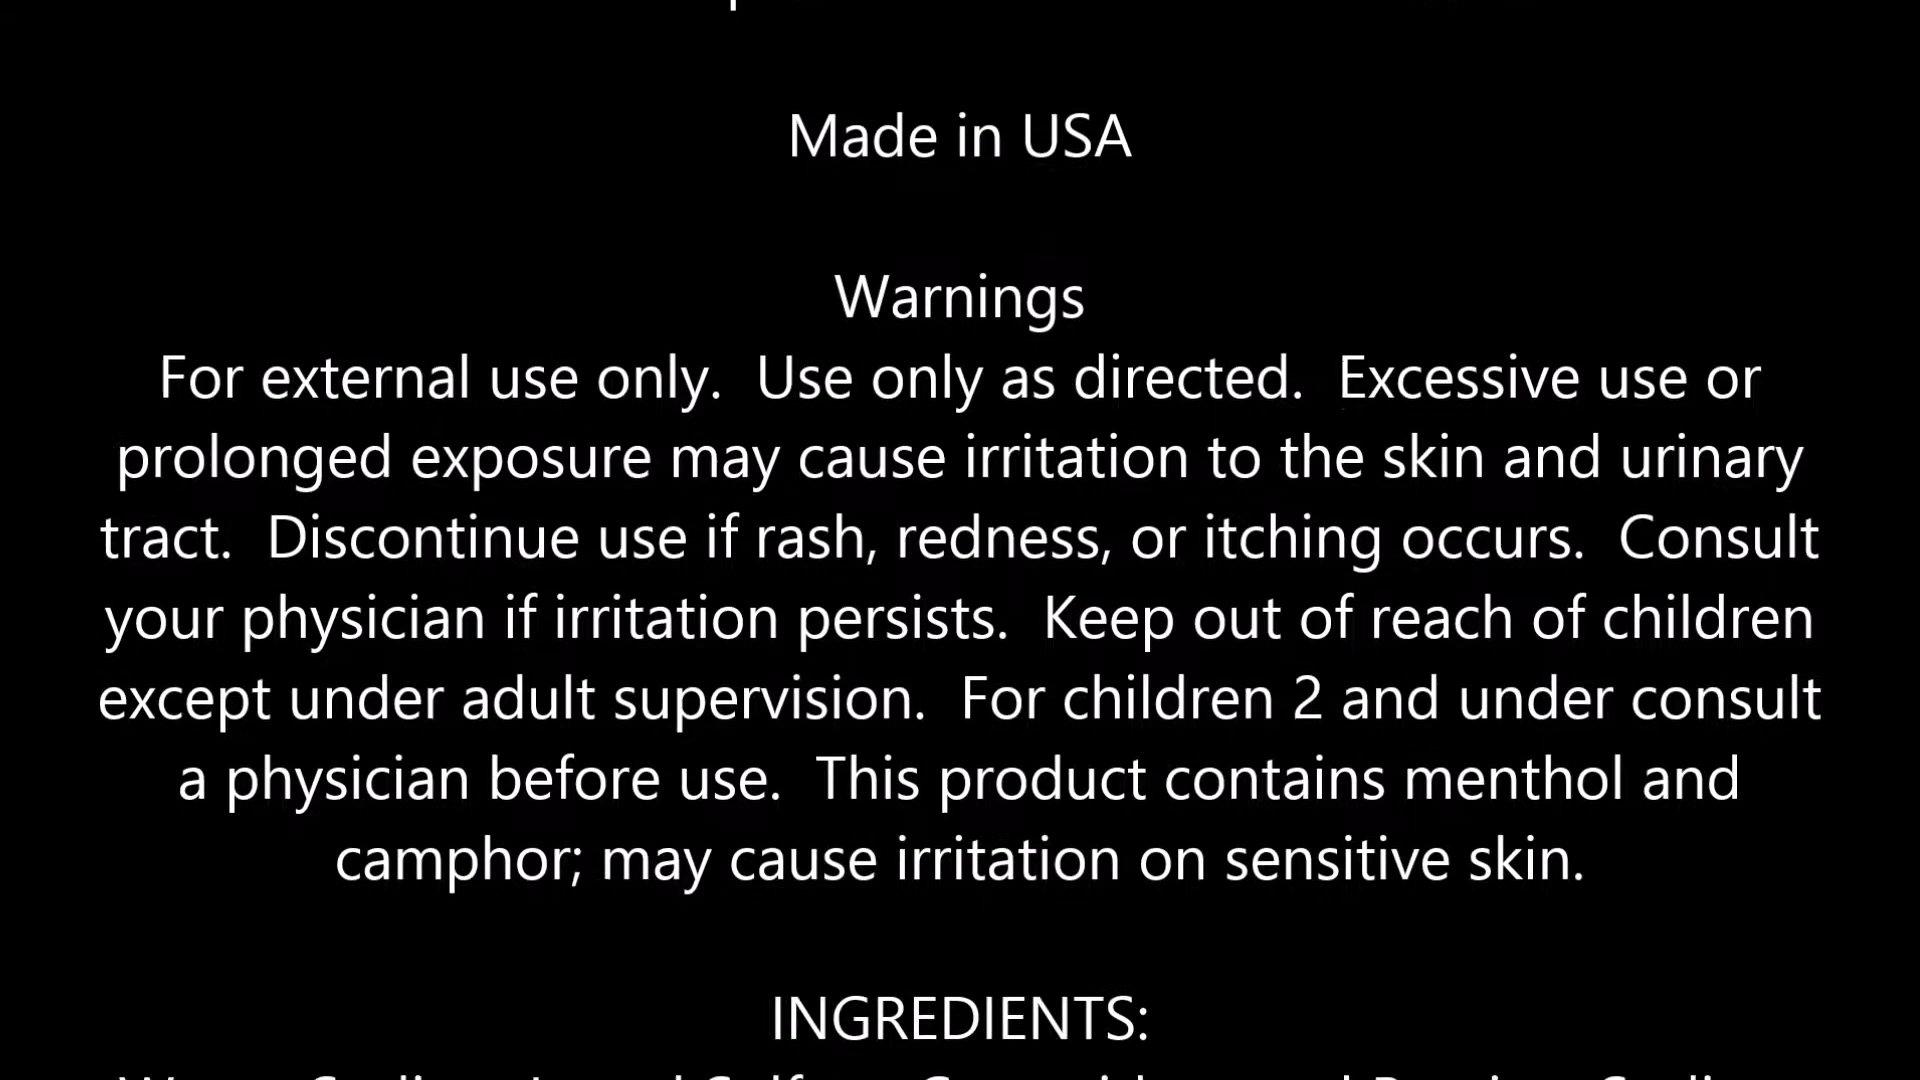 Made in USA
Warnings
For external use only.  Use only as directed.  Excessive use or
prolonged exposure may cause irritation to the skin and urinary
tract.  Discontinue use if rash, redness, or itching occurs.  Consult
your physician if irritation persists.  Keep out of reach of children
except under adult supervision.  For children 2 and under consult
a physician before use.  This product contains menthol and
camphor; may cause irritation on sensitive skin.
INGREDIENTS: